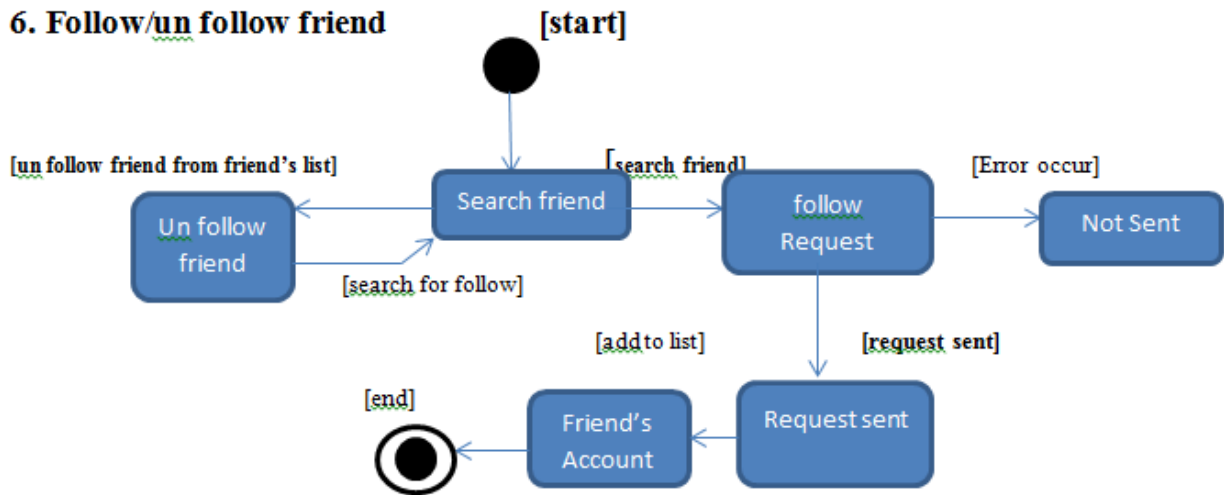 6. Follow/un follow friend
[start]
[un follow friend from friend's list]
[search friend]
[Error occur]
Search friend
follow
Request
Not Sent
Un follow
friend
[search for follow]
[add to list]
[request sent]
[end]
Friend's
Account
Request sent